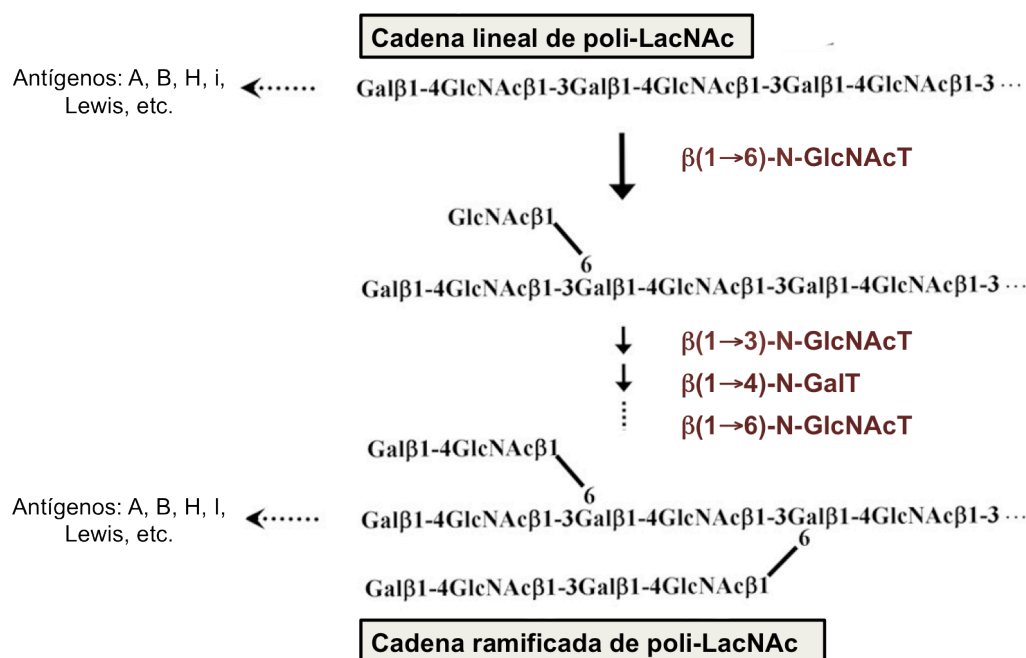 Cadena lineal de poli-LacNAc
Antígenos: A, B, H, i,
Lewis, etc.
Galβ1-4GlcNAcβ1-3Galβ1-4GlcNAcβ1-3Galβ1-4GlcNAcβ1-3 ···
β(1→6)-N-GlcNAcT
GlcNAcβ1
6
Galβ1-4GlcNAcβ1-3Galβ1-4GlcNAcβ1-3Galβ1-4GlcNAcβ1-3 ···
β(1→3)-N-GlcNAcT
β(1→4)-N-GalT
β(1→6)-N-GlcNAcT
Galβ1-4GlcNAcβ1
6
Antígenos: A, B, H, I,
Lewis, etc.
Galβ1-4GlcNAcβ1-3Galβ1-4GlcNAcβ1-3Galβ1-4GlcNAcβ1-3 ···
6
Galβ1-4GlcNAcβ1-3Galβ1-4GlcNAcβ1
Cadena ramificada de poli-LacNAc